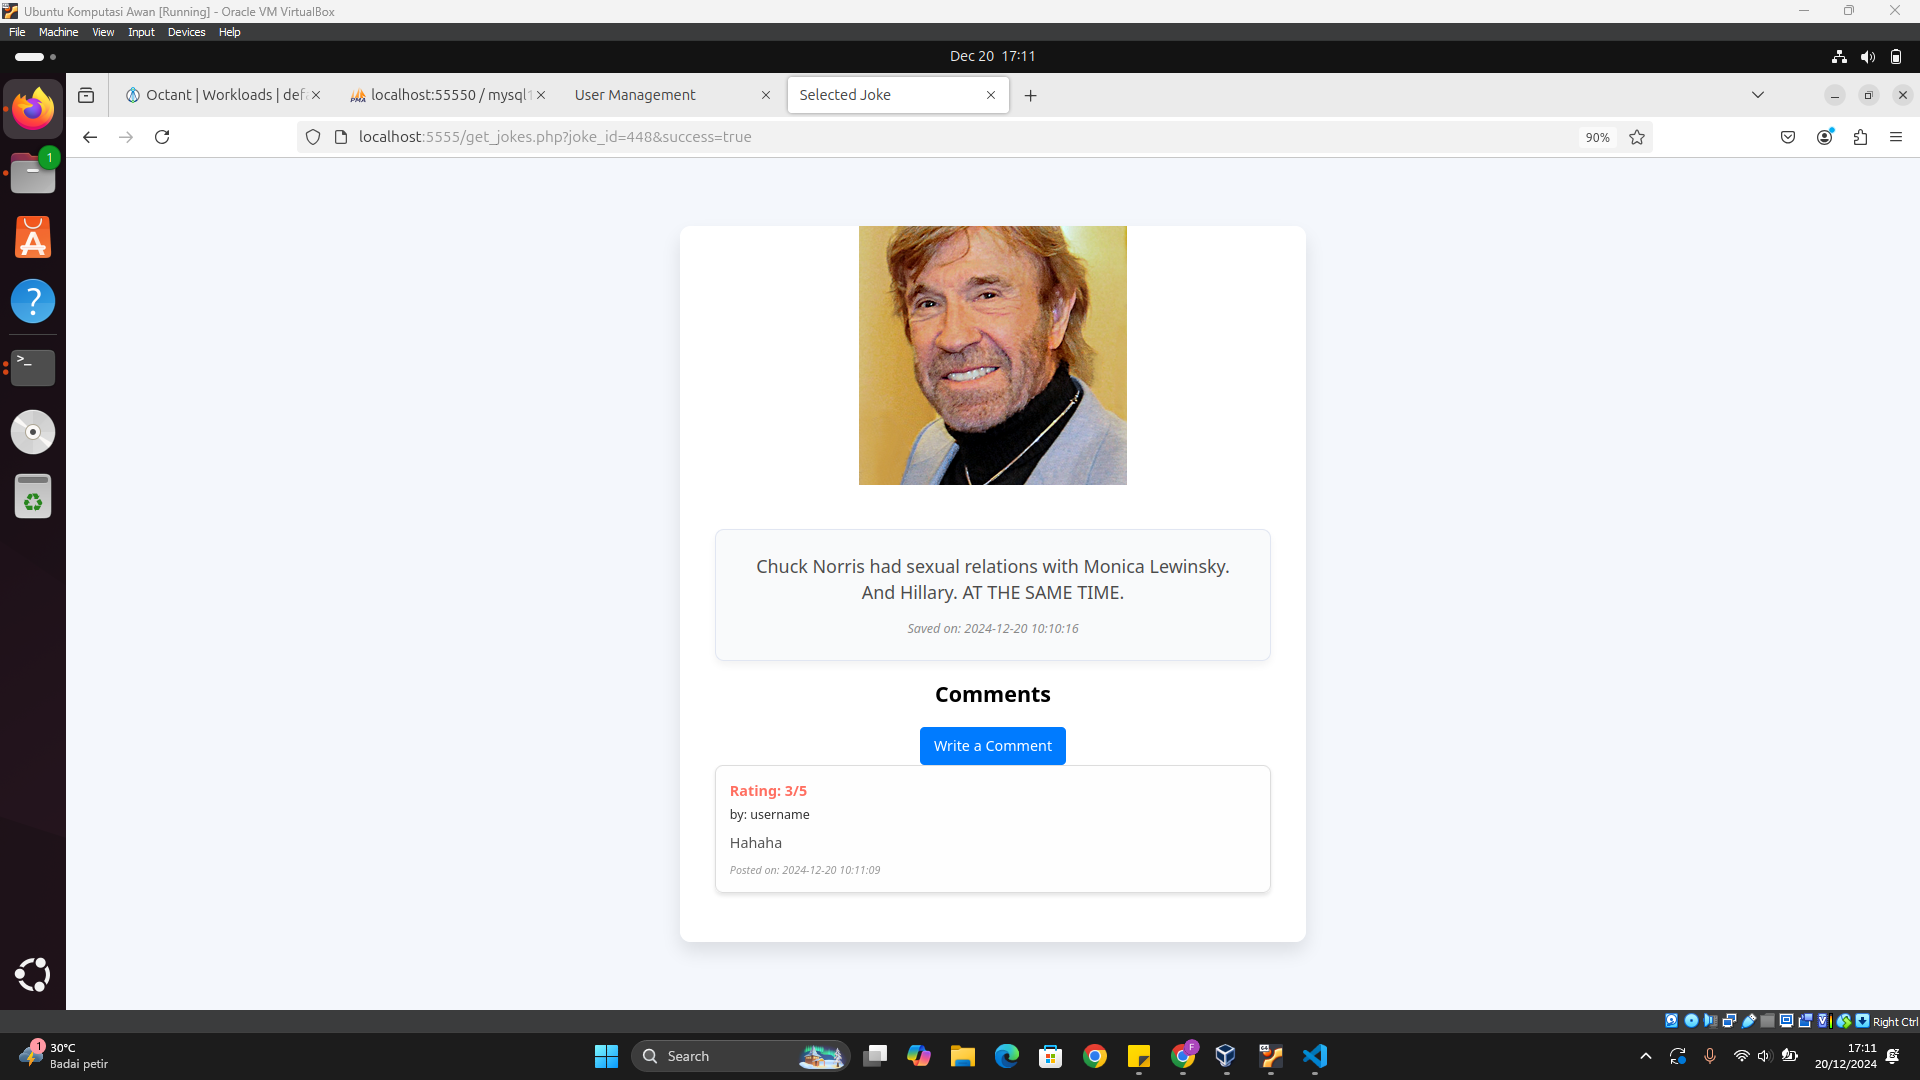 Ubuntu Komputasi Awan [Running] - Oracle VM VirtualBox
File Machine View Input Devices Help
Dec 20 17:11
Octant | Workloads | defa
localhost:55550 / mysql1
User Management
Selected Joke
localhost:5555/get_jokes.php?joke_id=448&success=true
90%
1
Chuck Norris had sexual relations with Monica Lewinsky.
And Hillary. AT THE SAME TIME.
Saved on: 2024-12-20 10:10:16
Comments
Write a Comment
Rating: 3/5
by: username
Hahaha
Posted on: 2024-12-20 10:11:09
Right Ctrl
1
30°C
Badai petir
Search
F
17:11
20/12/2024